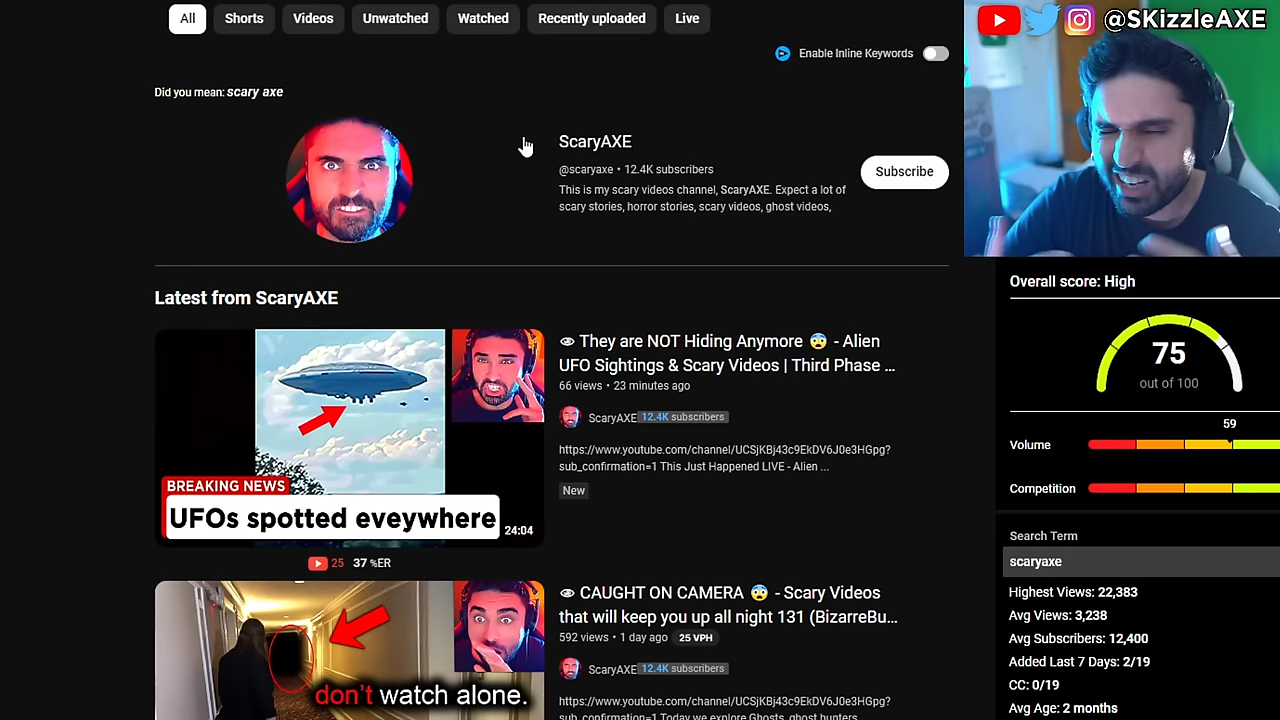 All
Shorts
Videos
Unwatched
Watched
Recently uploaded
Live
@SKizzleAXE
Enable Inline Keywords
Did you mean: scary axe
ScaryAXE
@scaryaxe • 12.4K subscribers
This is my scary videos channel, ScaryAXE. Expect a lot of
scary stories, horror stories, scary videos, ghost videos,
Subscribe
Latest from ScaryAXE
BREAKING NEWS
UFOs spotted eveywhere
24:04
They are NOT Hiding Anymore 😨 - Alien
UFO Sightings & Scary Videos | Third Phase ...
66 views • 23 minutes ago
ScaryAXE 12.4K subscribers
https://www.youtube.com/channel/UCSjKBj43c9EkDV6J0e3HGpg?
sub_confirmation=1 This Just Happened LIVE - Alien ...
New
25 37 %ER
don't watch alone.
CAUGHT ON CAMERA 😨 - Scary Videos
that will keep you up all night 131 (BizarreBu...
592 views • 1 day ago 25 VPH
ScaryAXE 12.4K subscribers
https://www.youtube.com/channel/UCSjKBj43c9EkDV6J0e3HGpg?
sub_confirmation=1 Today we explore Ghosts, ghost hunters
Overall score: High
75
out of 100
59
Volume
Competition
Search Term
scaryaxe
Highest Views: 22,383
Avg Views: 3,238
Avg Subscribers: 12,400
Added Last 7 Days: 2/19
CC: 0/19
Avg Age: 2 months